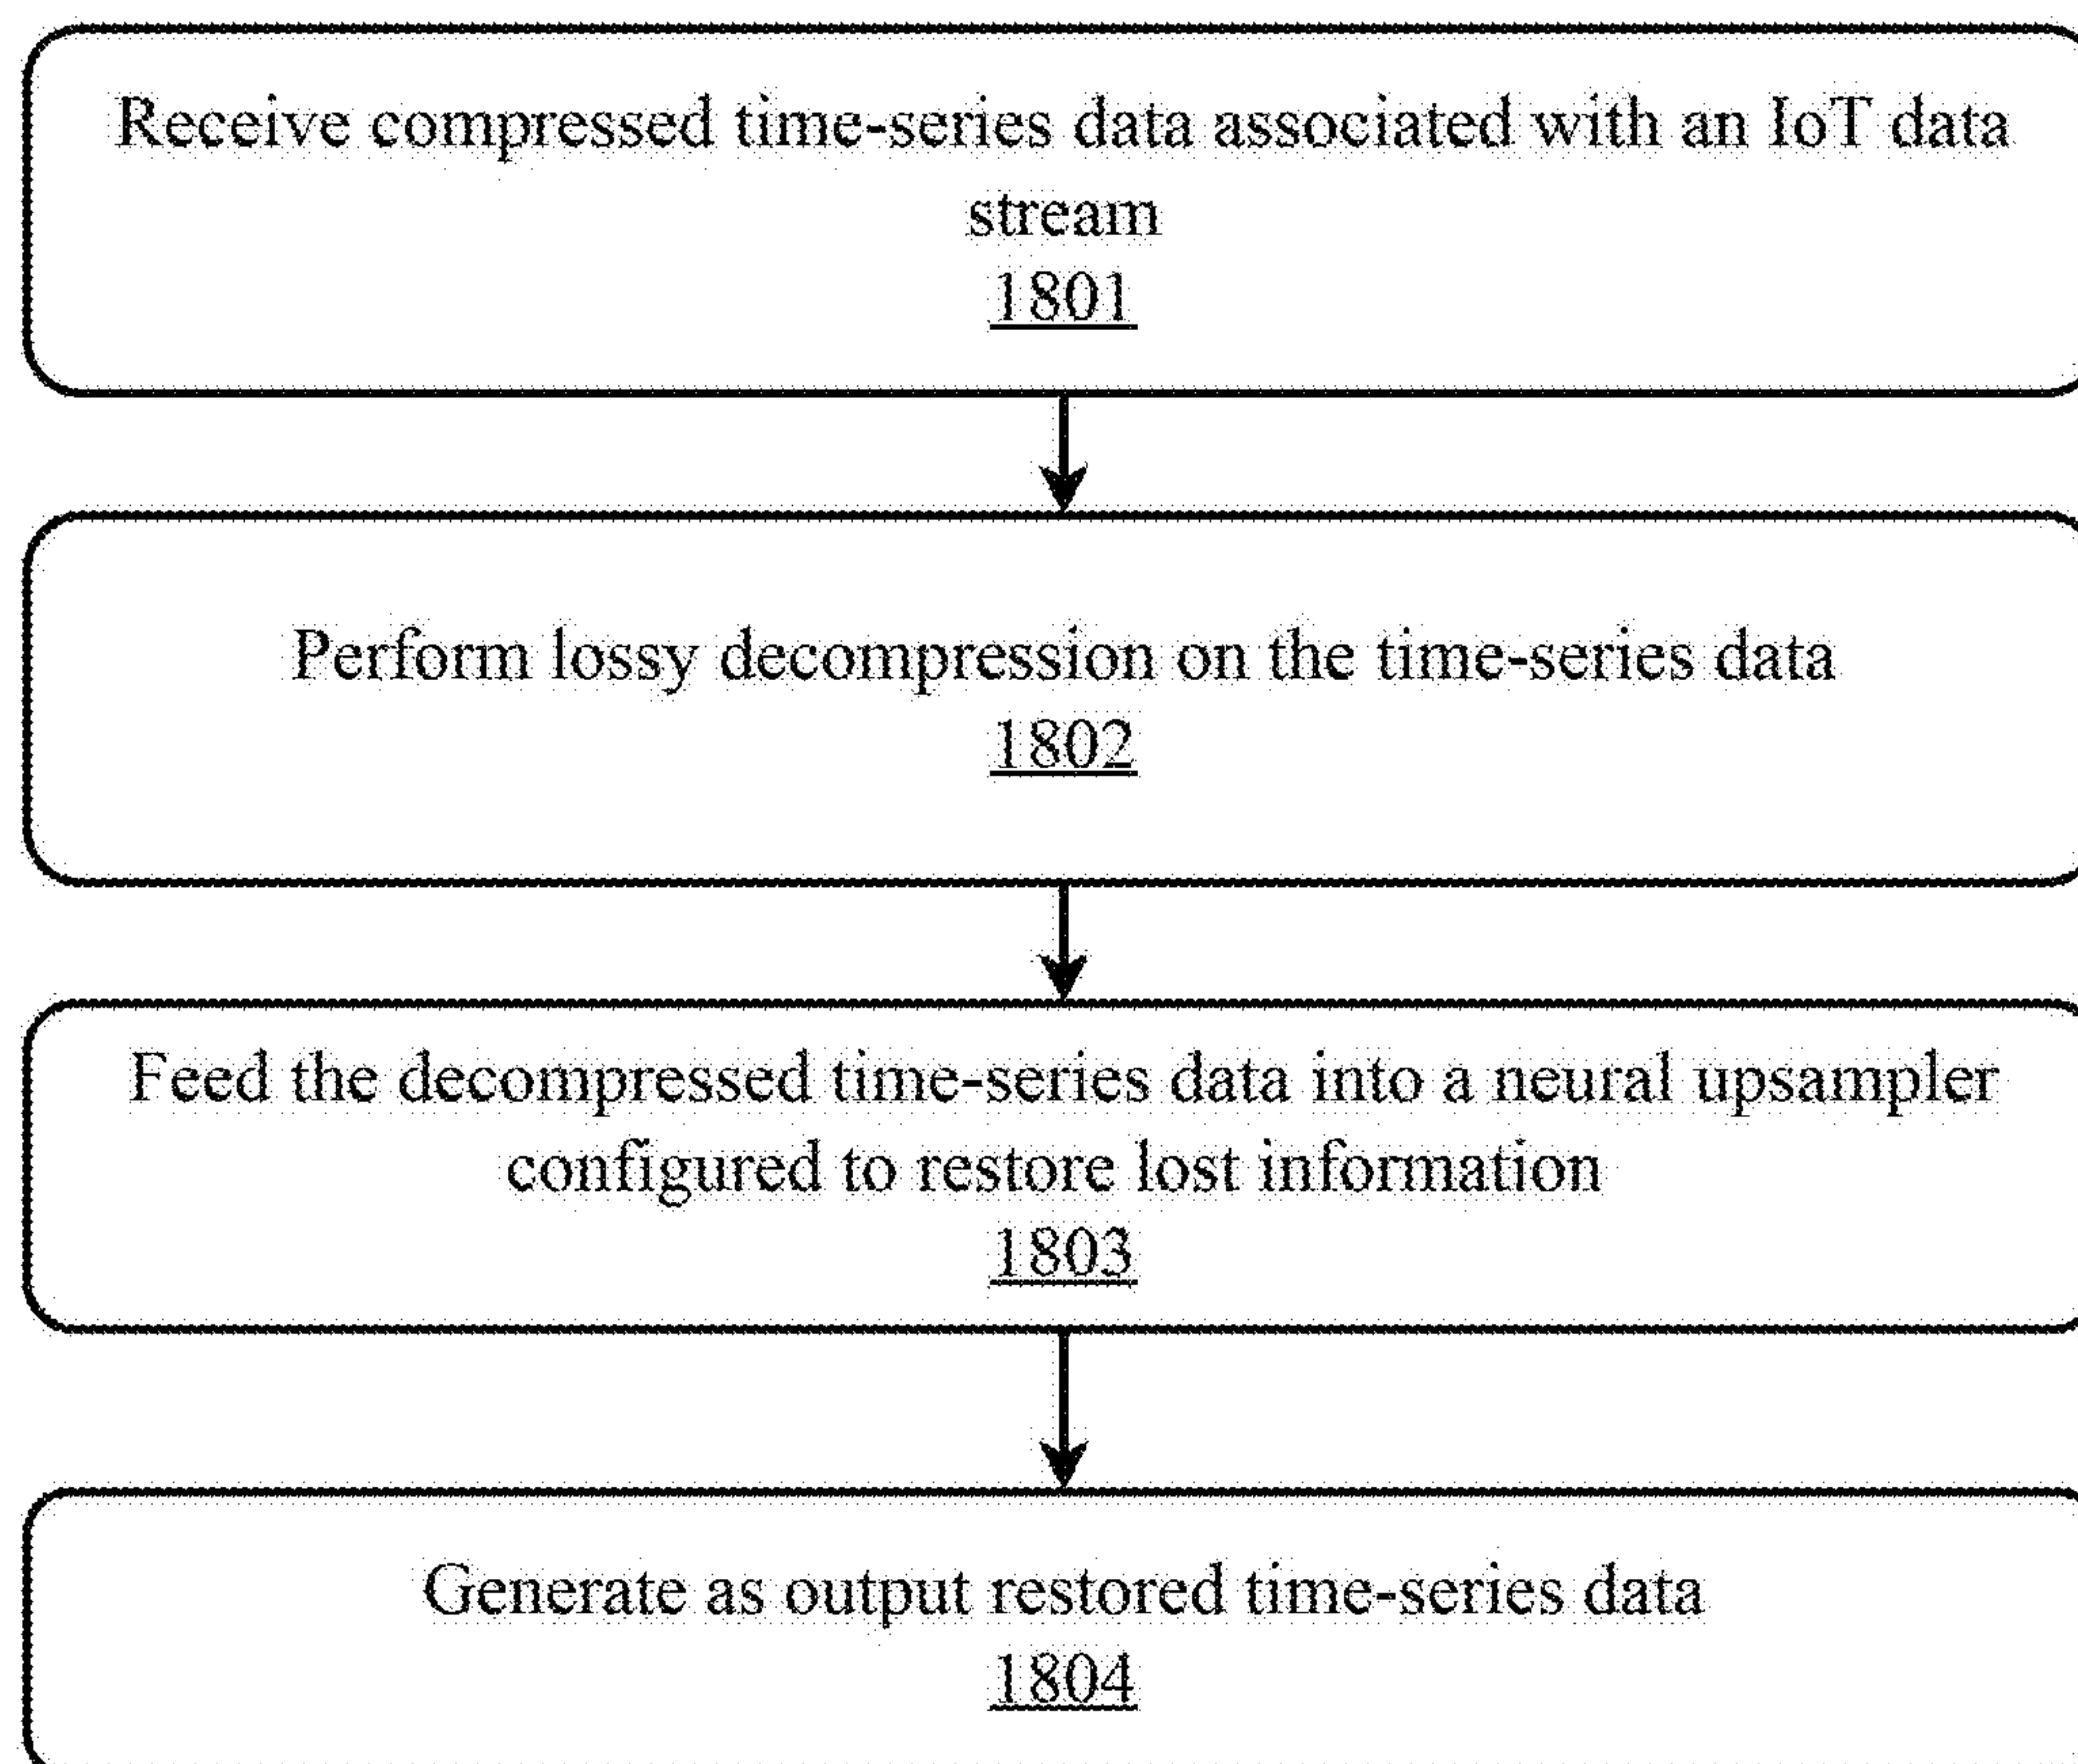 Receive compressed time-series data associated with an IoT data
stream
1801
Perform lossy decompression on the time-series data
1802
Feed the decompressed time-series data into a neural upsampler
configured to restore lost information
1803
Generate as output restored time-series data
1804